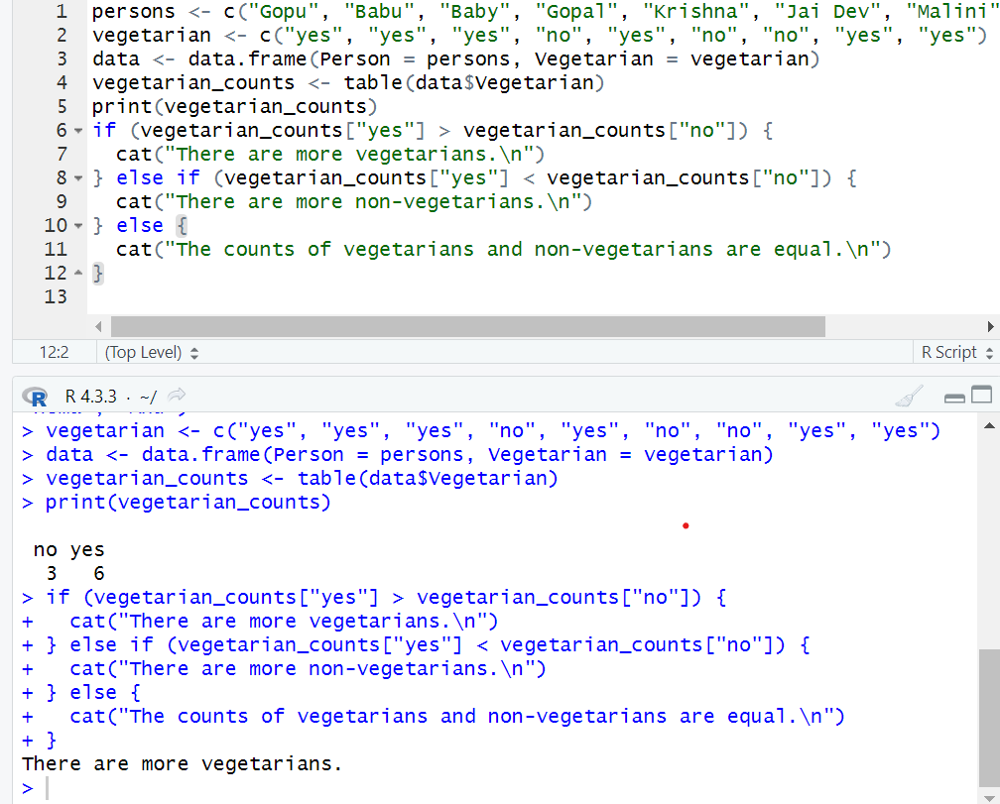 1 persons <- c("Gopu", "Babu", "Baby", "Gopal", "Krishna", "Jai Dev", "Malini"
2 vegetarian <- c("yes", "yes", "yes", "no", "yes", "no", "no", "yes", "yes")
3 data <- data.frame(Person = persons, Vegetarian = vegetarian)
4 vegetarian_counts <- table(data$Vegetarian)
5 print(vegetarian_counts)
6 if (vegetarian_counts["yes"] > vegetarian_counts["no"]) {
7   cat("There are more vegetarians.\n")
8 } else if (vegetarian_counts["yes"] < vegetarian_counts["no"]) {
9   cat("There are more non-vegetarians.\n")
10 } else {
11   cat("The counts of vegetarians and non-vegetarians are equal.\n")
12 }
13
12:2 (Top Level) R Script
R R 4.3.3 · ~/
> vegetarian <- c("yes", "yes", "yes", "no", "yes", "no", "no", "yes", "yes")
> data <- data.frame(Person = persons, Vegetarian = vegetarian)
> vegetarian_counts <- table(data$Vegetarian)
> print(vegetarian_counts)
no yes
3 6
> if (vegetarian_counts["yes"] > vegetarian_counts["no"]) {
+   cat("There are more vegetarians.\n")
+ } else if (vegetarian_counts["yes"] < vegetarian_counts["no"]) {
+   cat("There are more non-vegetarians.\n")
+ } else {
+   cat("The counts of vegetarians and non-vegetarians are equal.\n")
+ }
There are more vegetarians.
>